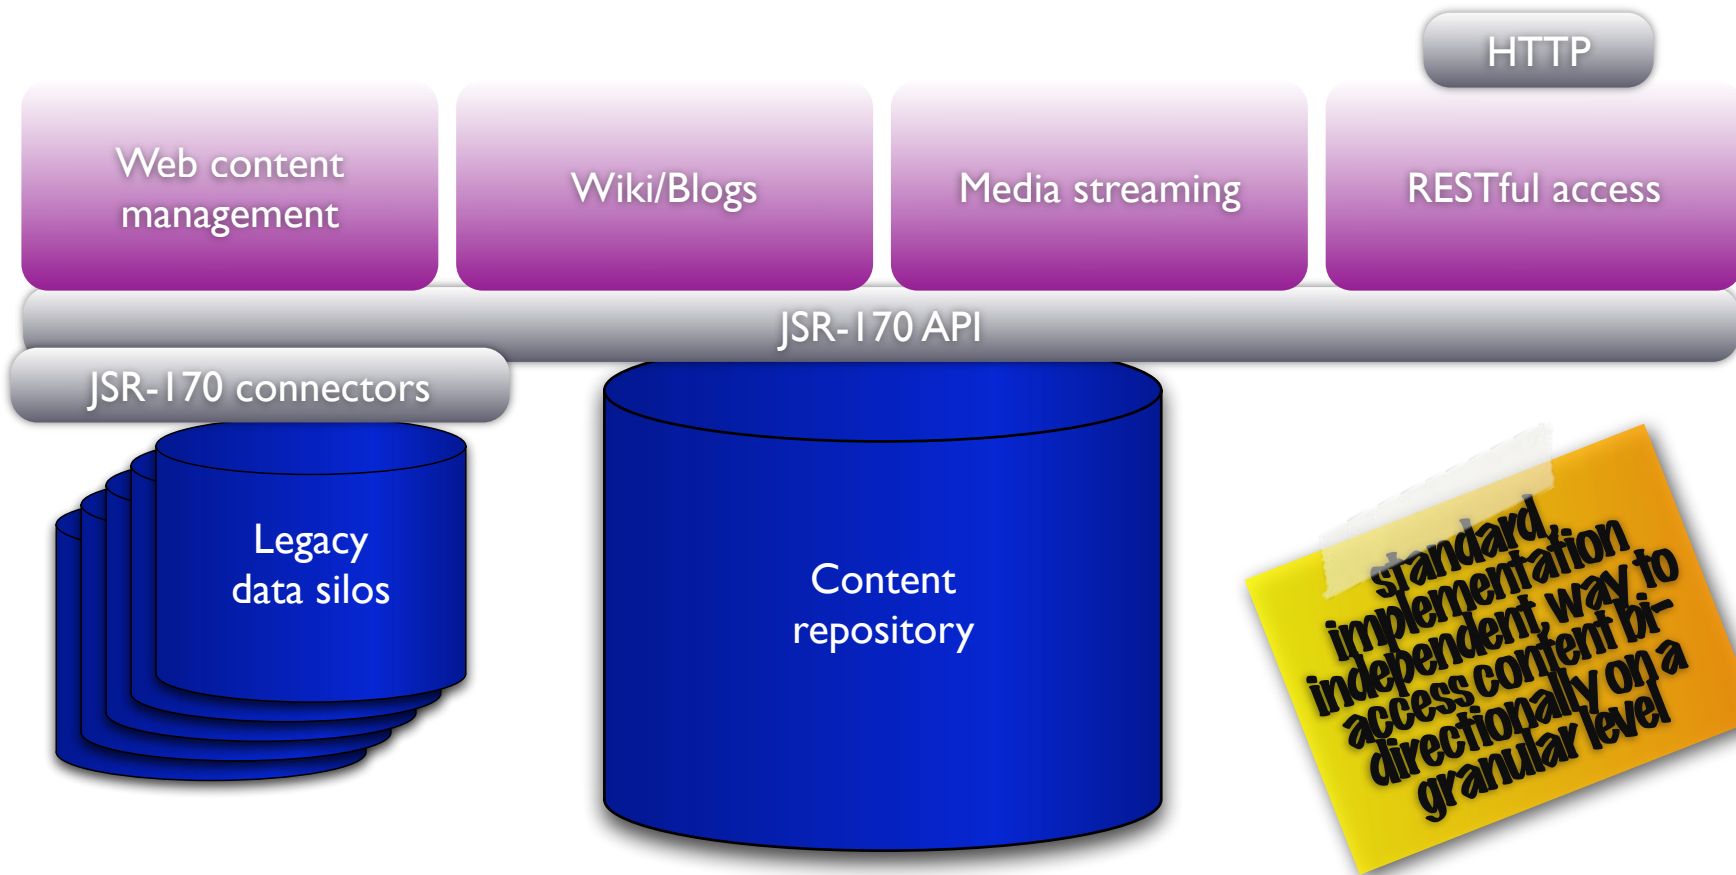 HTTP
Web content
management
Wiki/Blogs
Media streaming
RESTful access
JSR-170 API
JSR-170 connectors
Legacy
data silos
Content
repository
standard,
implementation
independent, way to
access content bi-
directionally on a
granular level